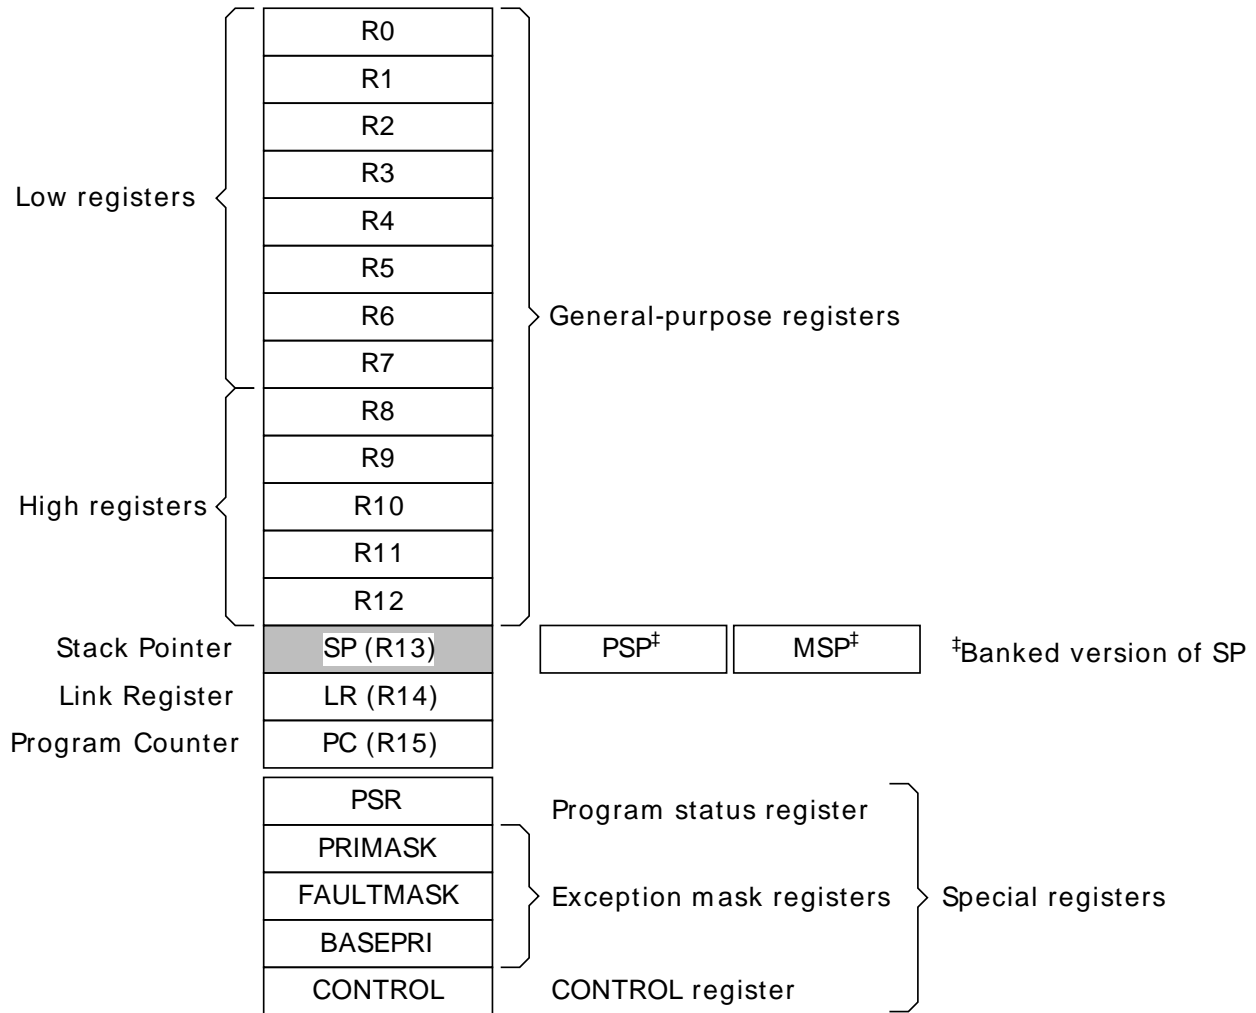 R0
R1
R2
R3
Low registers
R4
R5
R6
General-purpose registers
R7
R8
R9
High registers
R10
R11
R12
Stack Pointer SP (R13) PSP‡ MSP‡ ‡Banked version of SP
Link Register LR (R14)
Program Counter PC (R15)
PSR Program status register
PRIMASK
FAULTMASK Exception mask registers Special registers
BASEPRI
CONTROL CONTROL register